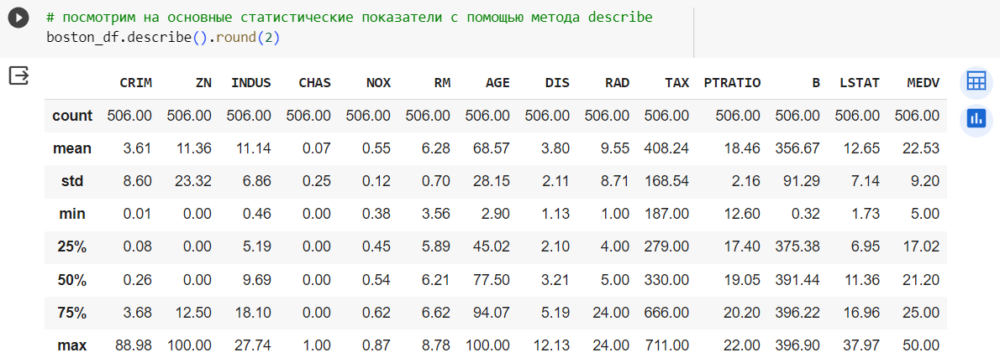 # посмотрим на основные статистические показатели с помощью метода describe
boston_df.describe().round(2)
CRIM ZN INDUS CHAS NOX RM AGE DIS RAD TAX PTRATIO B LSTAT MEDV
count 506.00 506.00 506.00 506.00 506.00 506.00 506.00 506.00 506.00 506.00 506.00 506.00 506.00 506.00
mean 3.61 11.36 11.14 0.07 0.55 6.28 68.57 3.80 9.55 408.24 18.46 356.67 12.65 22.53
std 8.60 23.32 6.86 0.25 0.12 0.70 28.15 2.11 8.71 168.54 2.16 91.29 7.14 9.20
min 0.01 0.00 0.46 0.00 0.38 3.56 2.90 1.13 1.00 187.00 12.60 0.32 1.73 5.00
25% 0.08 0.00 5.19 0.00 0.45 5.89 45.02 2.10 4.00 279.00 17.40 375.38 6.95 17.02
50% 0.26 0.00 9.69 0.00 0.54 6.21 77.50 3.21 5.00 330.00 19.05 391.44 11.36 21.20
75% 3.68 12.50 18.10 0.00 0.62 6.62 94.07 5.19 24.00 666.00 20.20 396.22 16.96 25.00
max 88.98 100.00 27.74 1.00 0.87 8.78 100.00 12.13 24.00 711.00 22.00 396.90 37.97 50.00